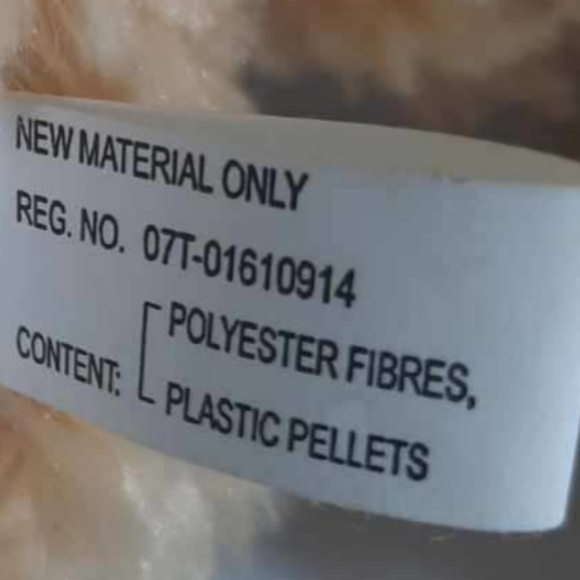 NEW MATERIAL ONLY
REG. NO. 07T-01610914
CONTENT: POLYESTER FIBRES,
PLASTIC PELLETS